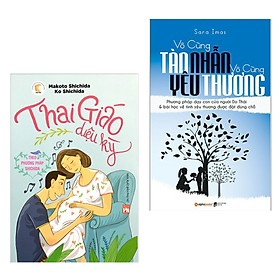 Makoto Shichida
Ko Shichida
Thai Giáo
diệu kỳ
THEO
PHƯƠNG PHÁP
SHICHIDA
Sara Imas
Vô Cùng
TÀN NHẪN
Vô Cùng
YÊU THƯƠNG
Phương pháp dạy con của người Do Thái
& bài học về tình yêu thương được đặt đúng chỗ